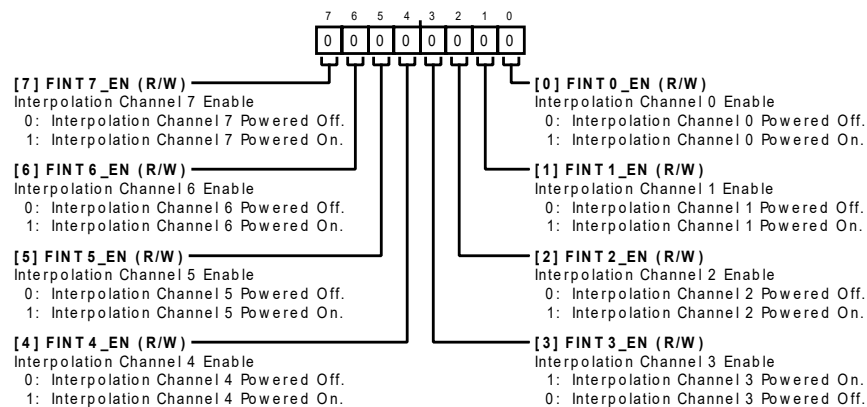 7 6 5 4 3 2 1 0
0 0 0 0 0 0 0 0
[7] FINT7_EN (R/W)
Interpolation Channel 7 Enable
0: Interpolation Channel 7 Powered Off.
1: Interpolation Channel 7 Powered On.
[6] FINT6_EN (R/W)
Interpolation Channel 6 Enable
0: Interpolation Channel 6 Powered Off.
1: Interpolation Channel 6 Powered On.
[5] FINT5_EN (R/W)
Interpolation Channel 5 Enable
0: Interpolation Channel 5 Powered Off.
1: Interpolation Channel 5 Powered On.
[4] FINT4_EN (R/W)
Interpolation Channel 4 Enable
0: Interpolation Channel 4 Powered Off.
1: Interpolation Channel 4 Powered On.
[0] FINT0_EN (R/W)
Interpolation Channel 0 Enable
0: Interpolation Channel 0 Powered Off.
1: Interpolation Channel 0 Powered On.
[1] FINT1_EN (R/W)
Interpolation Channel 1 Enable
0: Interpolation Channel 1 Powered Off.
1: Interpolation Channel 1 Powered On.
[2] FINT2_EN (R/W)
Interpolation Channel 2 Enable
0: Interpolation Channel 2 Powered Off.
1: Interpolation Channel 2 Powered On.
[3] FINT3_EN (R/W)
Interpolation Channel 3 Enable
1: Interpolation Channel 3 Powered On.
0: Interpolation Channel 3 Powered Off.